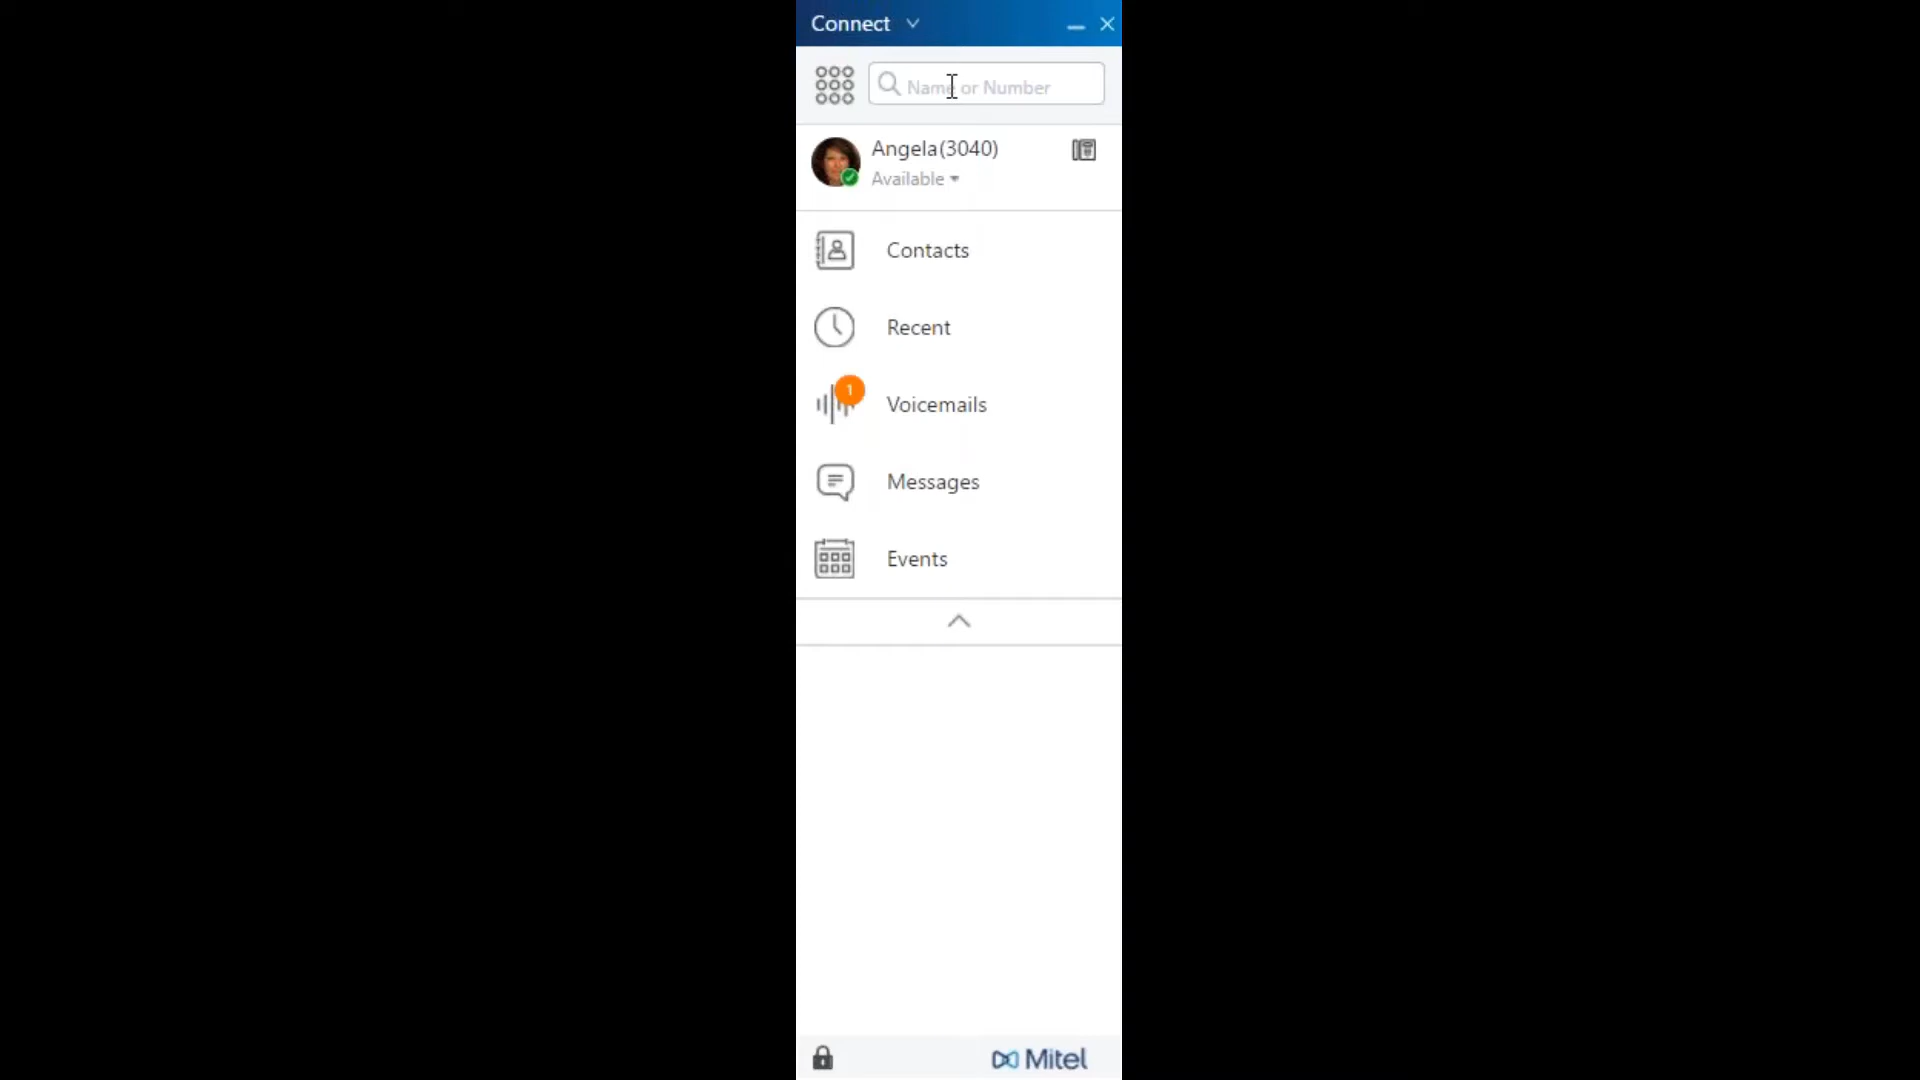 Connect
Name or Number
Angela(3040)
Available
Contacts
Recent
1
Voicemails
Messages
Events
Mitel